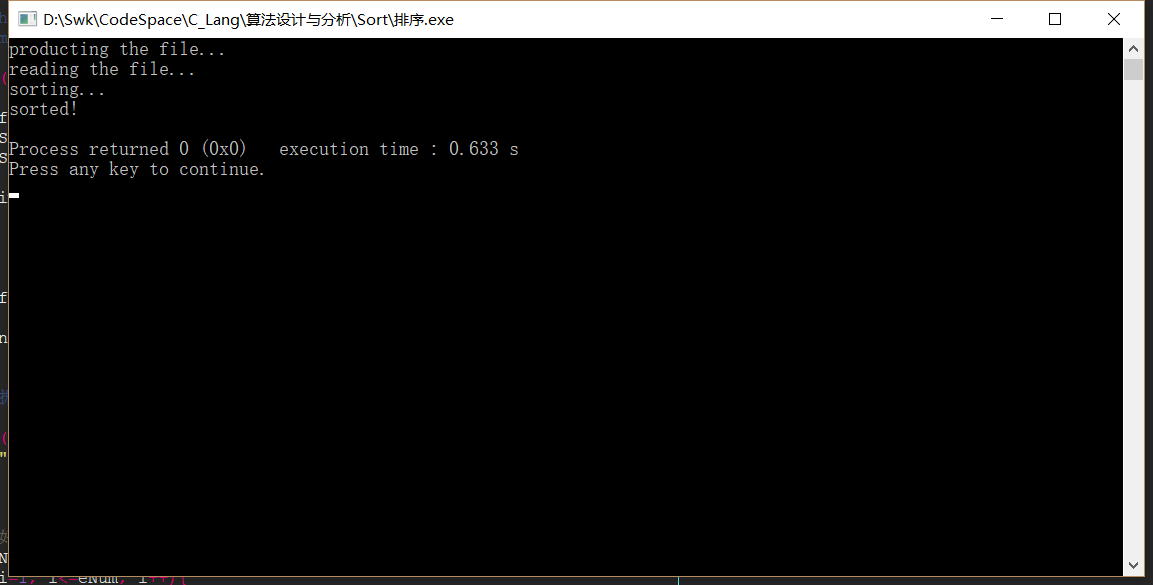 D:\Swk\CodeSpace\C_Lang\算法设计与分析\Sort\排序.exe
producting the file...
reading the file...
sorting...
sorted!
Process returned 0 (0x0)   execution time : 0.633 s
Press any key to continue.